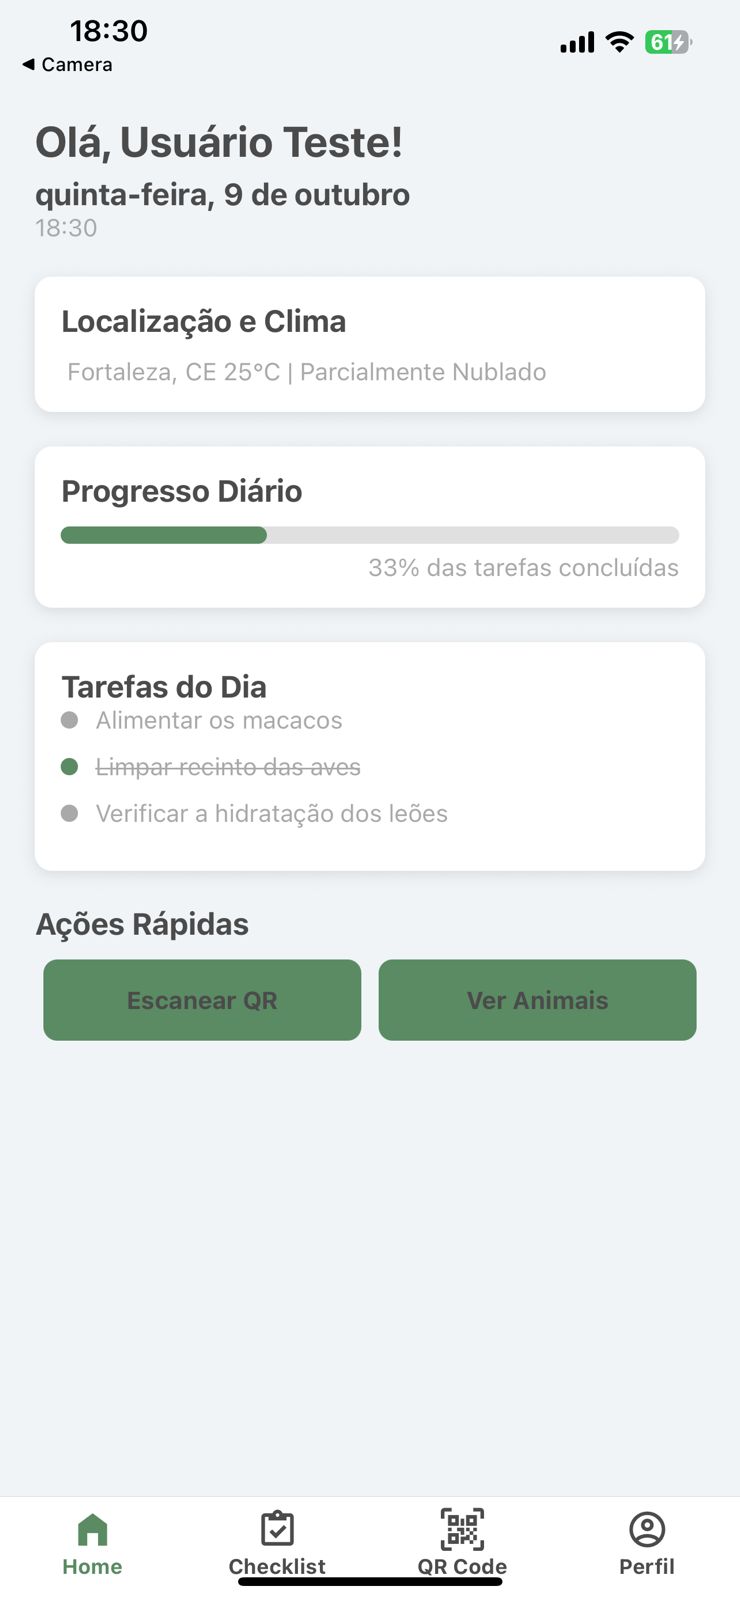 18:30
61
◀ Camera
Olá, Usuário Teste!
quinta-feira, 9 de outubro
18:30
Localização e Clima
Fortaleza, CE 25°C | Parcialmente Nublado
Progresso Diário
33% das tarefas concluídas
Tarefas do Dia
Alimentar os macacos
Limpar recinto das aves
Verificar a hidratação dos leões
Ações Rápidas
Escanear QR
Ver Animais
Home
Checklist
QR Code
Perfil